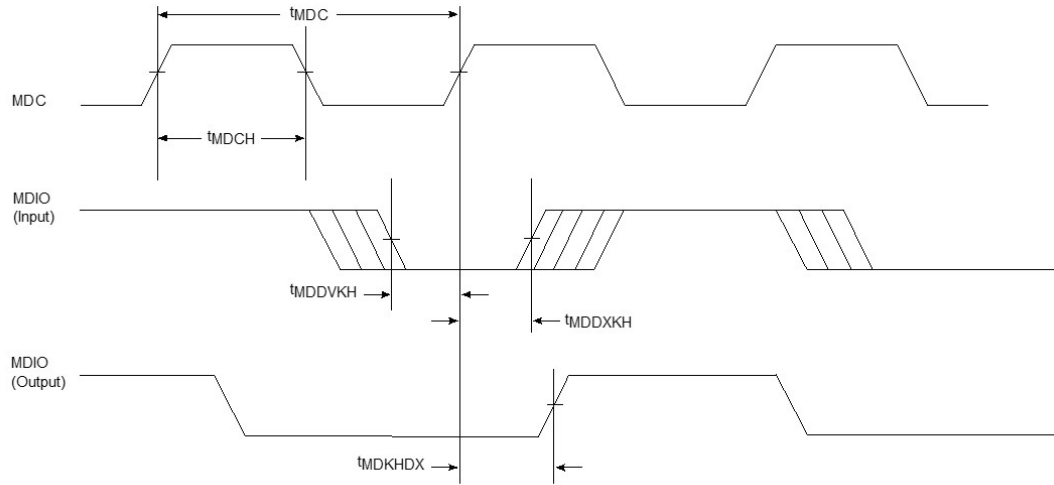 tMDC
MDC
tMDCH
MDIO
(Input)
tMDDVKH
tMDDXKH
MDIO
(Output)
tMDKHDX